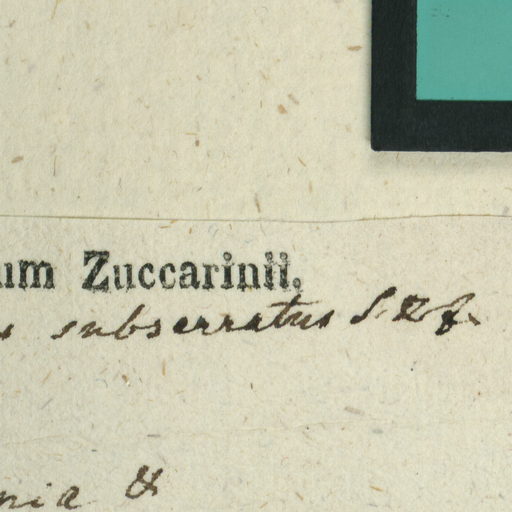 um Zuccarinii.
s subserratus S. & Z.
nia &